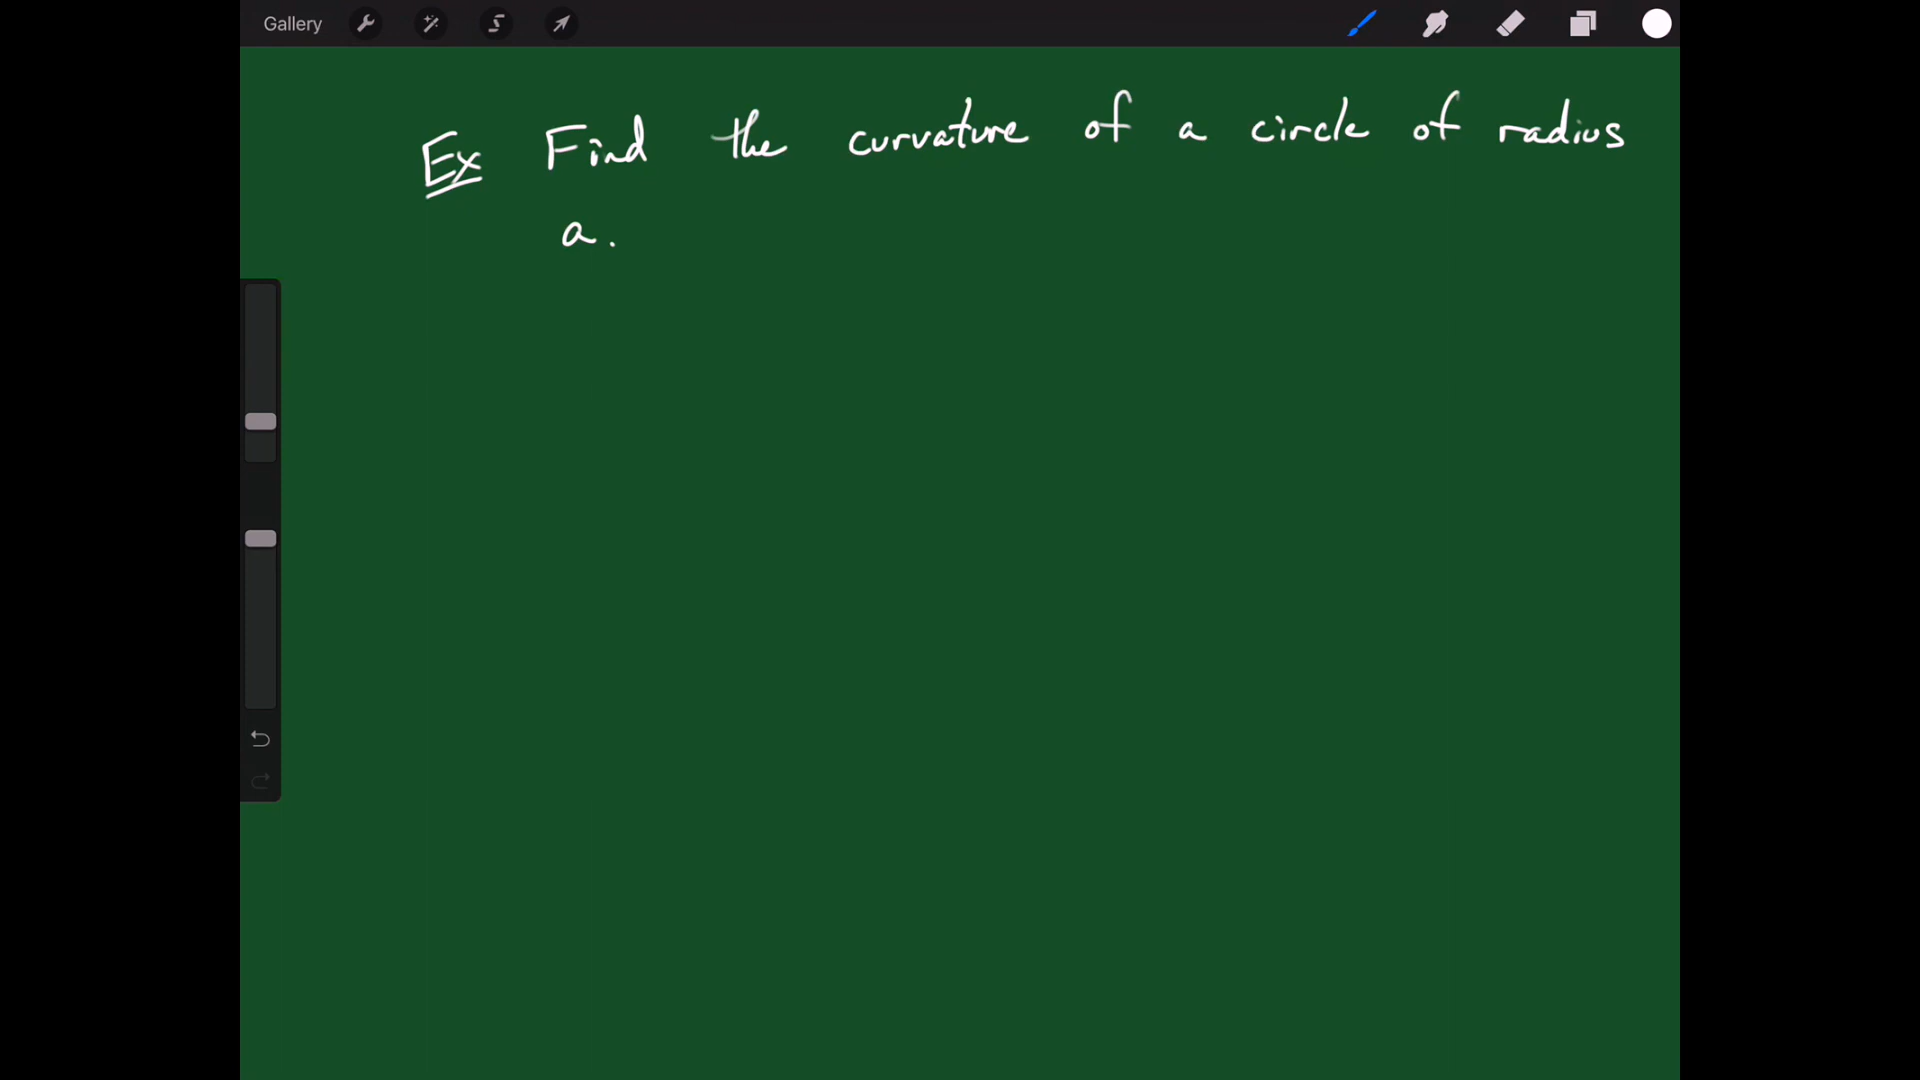 Gallery
Ex Find the curvature of a circle of radius
a.